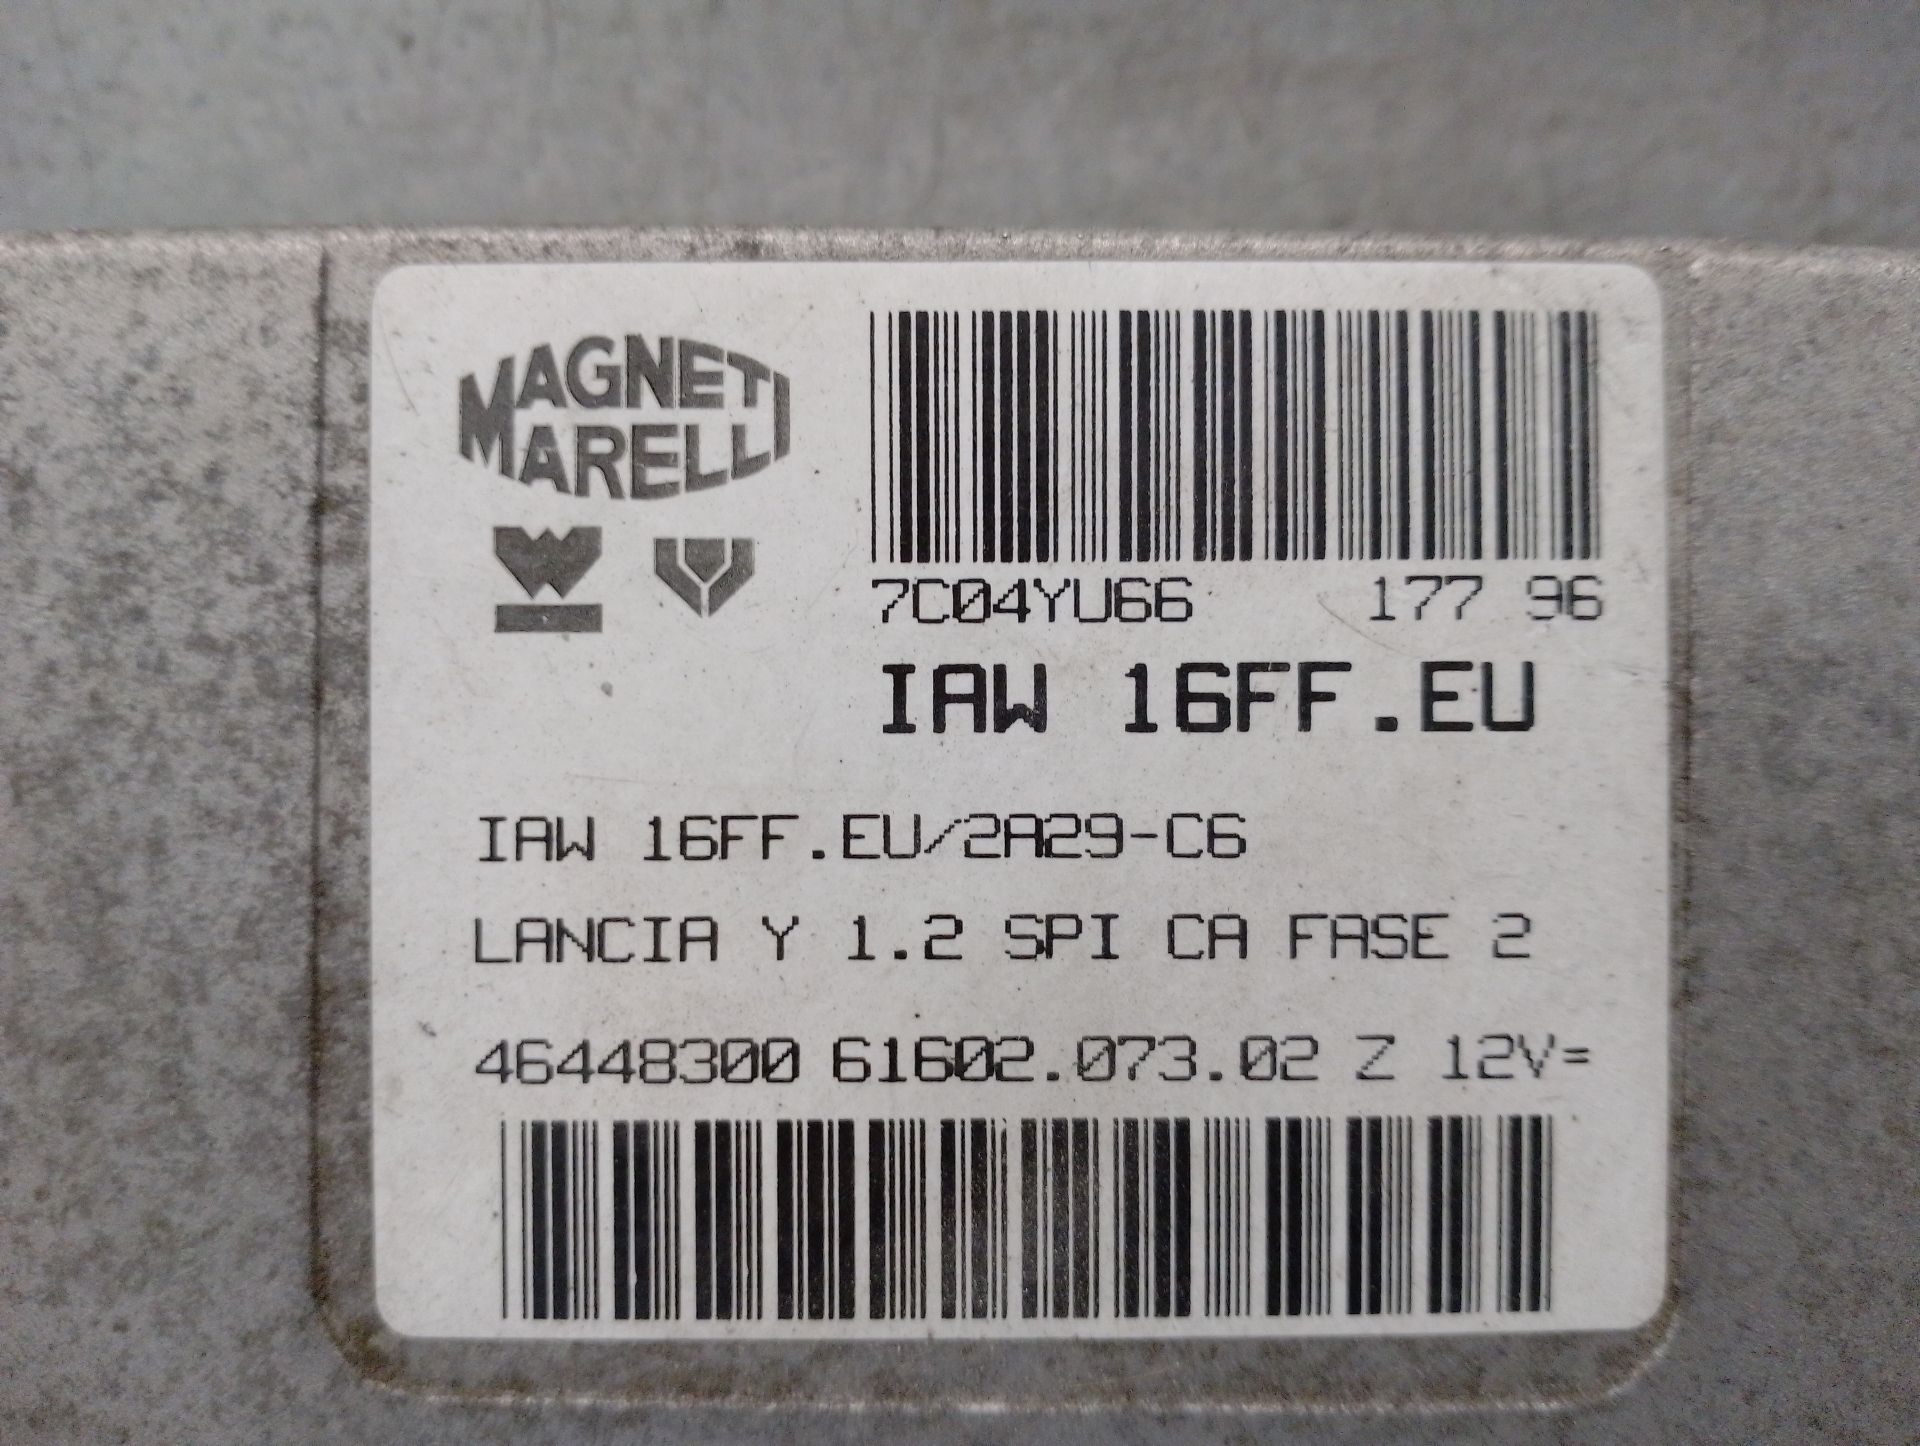 MAGNETI
MARELLI
7C04YU66 177 96
IAW 16FF.EU
IAW 16FF.EU/2A29-C6
LANCIA Y 1.2 SPI CA FASE 2
46448300 61602.073.02 Z 12V=